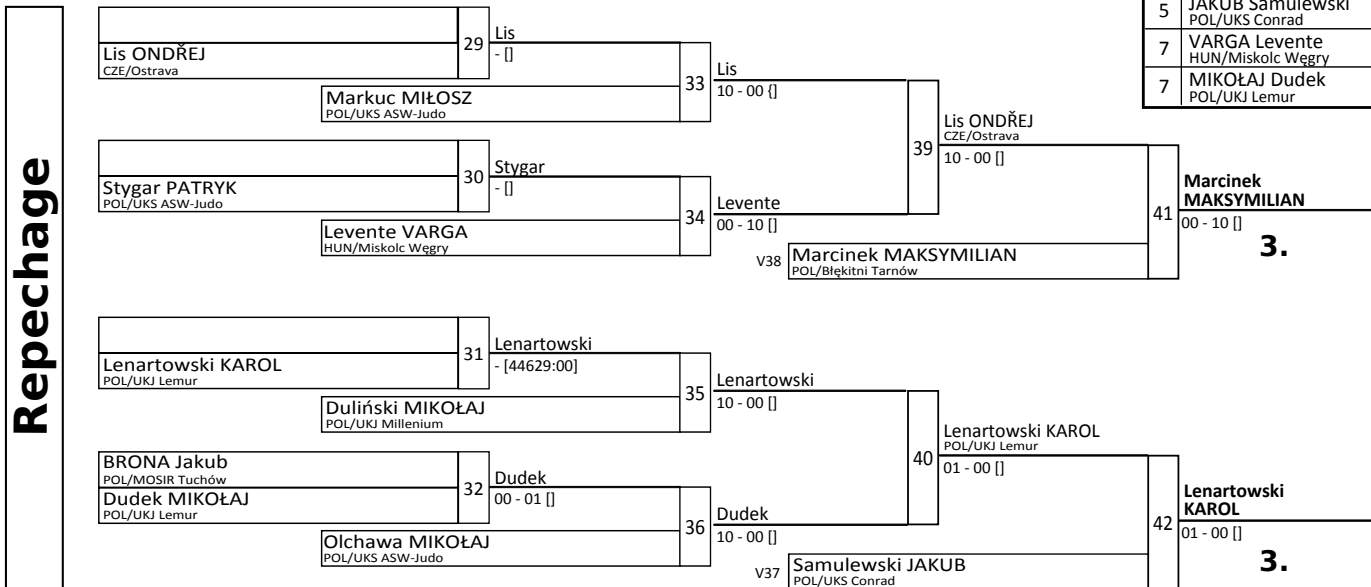 5 JAKUB Samulewski
POL/UKS Conrad
7 VARGA Levente
HUN/Miskolc Węgry
7 MIKOŁAJ Dudek
POL/UKJ Lemur
Repechage
Lis ONDŘEJ
CZE/Ostrava
29
Lis
- []
Markuc MIŁOSZ
POL/UKS ASW-Judo
33
Lis
10 - 00 {]
Stygar PATRYK
POL/UKS ASW-Judo
30
Stygar
- []
Levente VARGA
HUN/Miskolc Węgry
34
Levente
00 - 10 []
39
Lis ONDŘEJ
CZE/Ostrava
10 - 00 []
V38 Marcinek MAKSYMILIAN
POL/Błękitni Tarnów
41
Marcinek
MAKSYMILIAN
00 - 10 []
3.
Lenartowski KAROL
POL/UKJ Lemur
31
Lenartowski
- [44629:00]
Duliński MIKOŁAJ
POL/UKJ Millenium
35
Lenartowski
10 - 00 []
BRONA Jakub
POL/MOSIR Tuchów
Dudek MIKOŁAJ
POL/UKJ Lemur
32
Dudek
00 - 01 []
Olchawa MIKOŁAJ
POL/UKS ASW-Judo
36
Dudek
10 - 00 []
40
Lenartowski KAROL
POL/UKJ Lemur
01 - 00 []
V37 Samulewski JAKUB
POL/UKS Conrad
42
Lenartowski
KAROL
01 - 00 []
3.